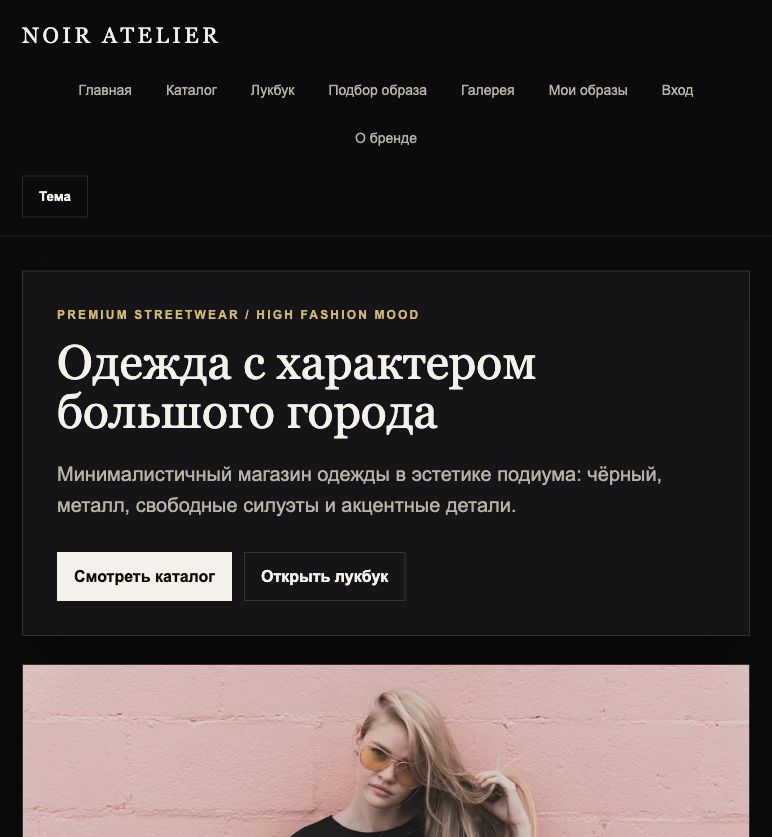 NOIR ATELIER
Главная Каталог Лукбук Подбор образа Галерея Мои образы Вход
О бренде
Тема
PREMIUM STREETWEAR / HIGH FASHION MOOD
Одежда с характером
большого города
Минималистичный магазин одежды в эстетике подиума: чёрный,
металл, свободные силуэты и акцентные детали.
Смотреть каталог Открыть лукбук